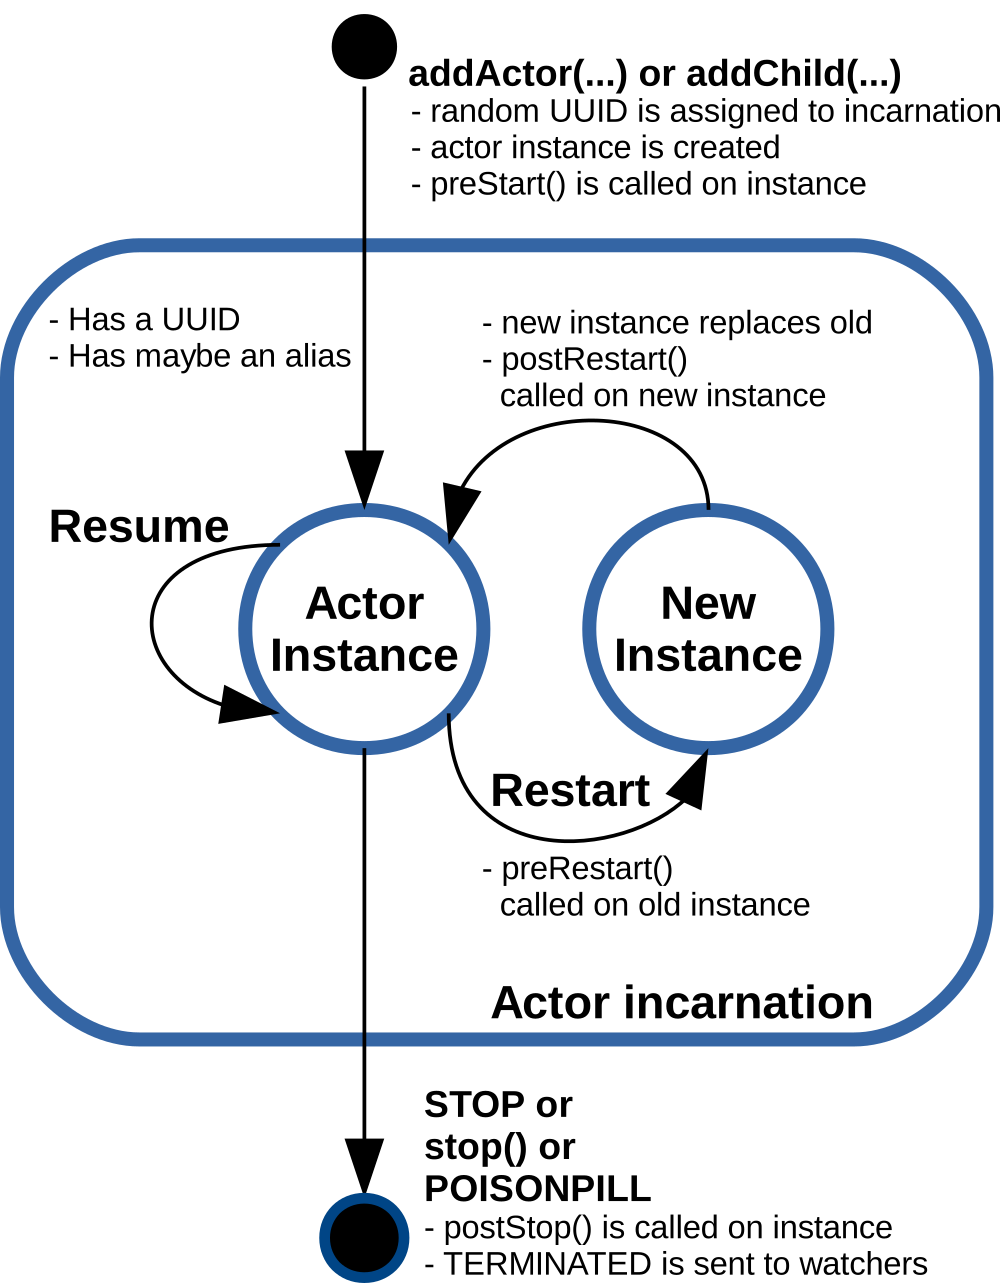 addActor(...) or addChild(...)
- random UUID is assigned to incarnation
- actor instance is created
- preStart() is called on instance
- Has a UUID
- Has maybe an alias
- new instance replaces old
- postRestart()
called on new instance
Resume
Actor
Instance
New
Instance
Restart
- preRestart()
called on old instance
Actor incarnation
STOP or
stop() or
POISONPILL
- postStop() is called on instance
- TERMINATED is sent to watchers